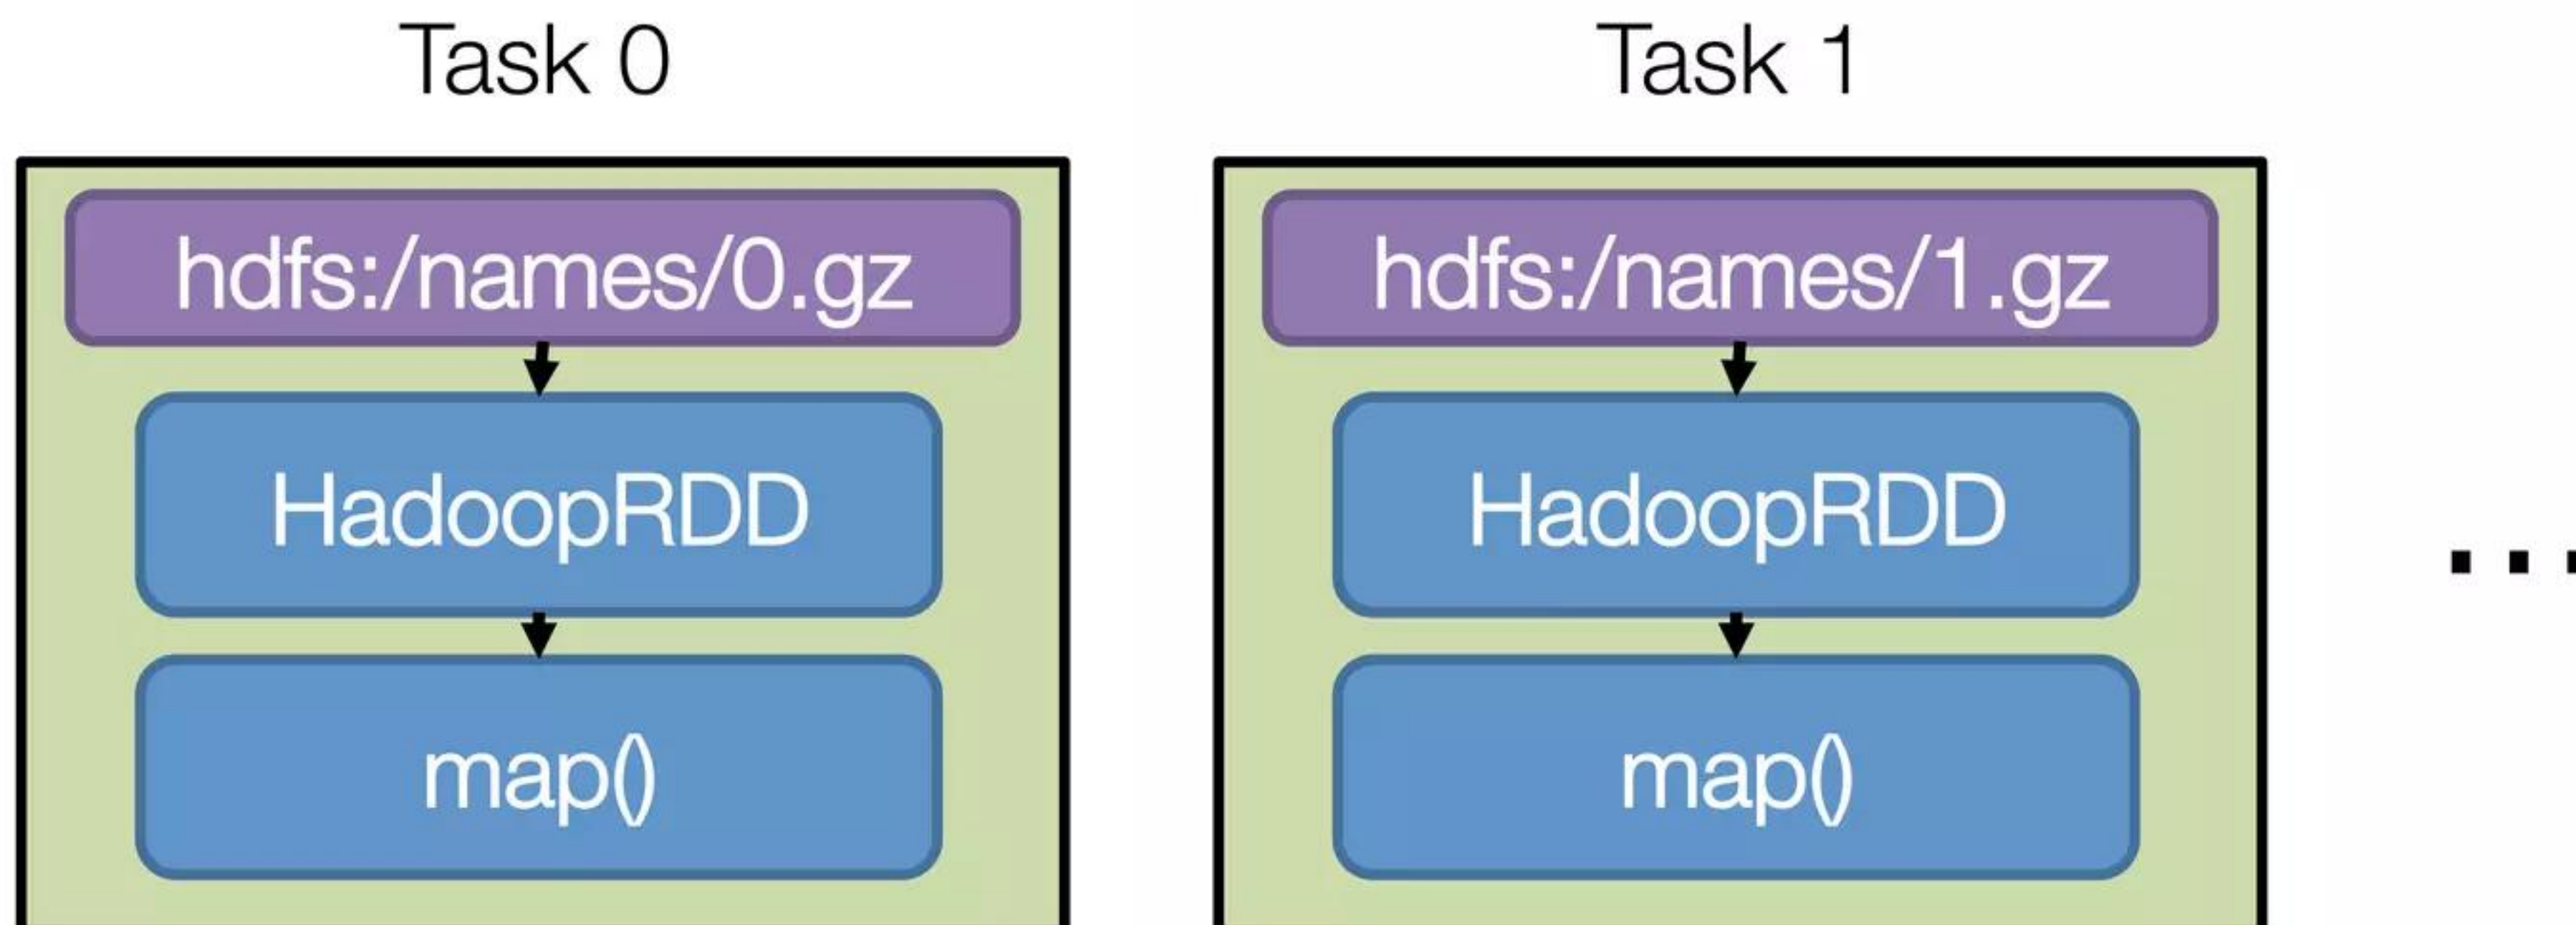 Task 0
Task 1
hdfs:/names/0.gz
hdfs:/names/1.gz
HadoopRDD
HadoopRDD
...
map()
map()